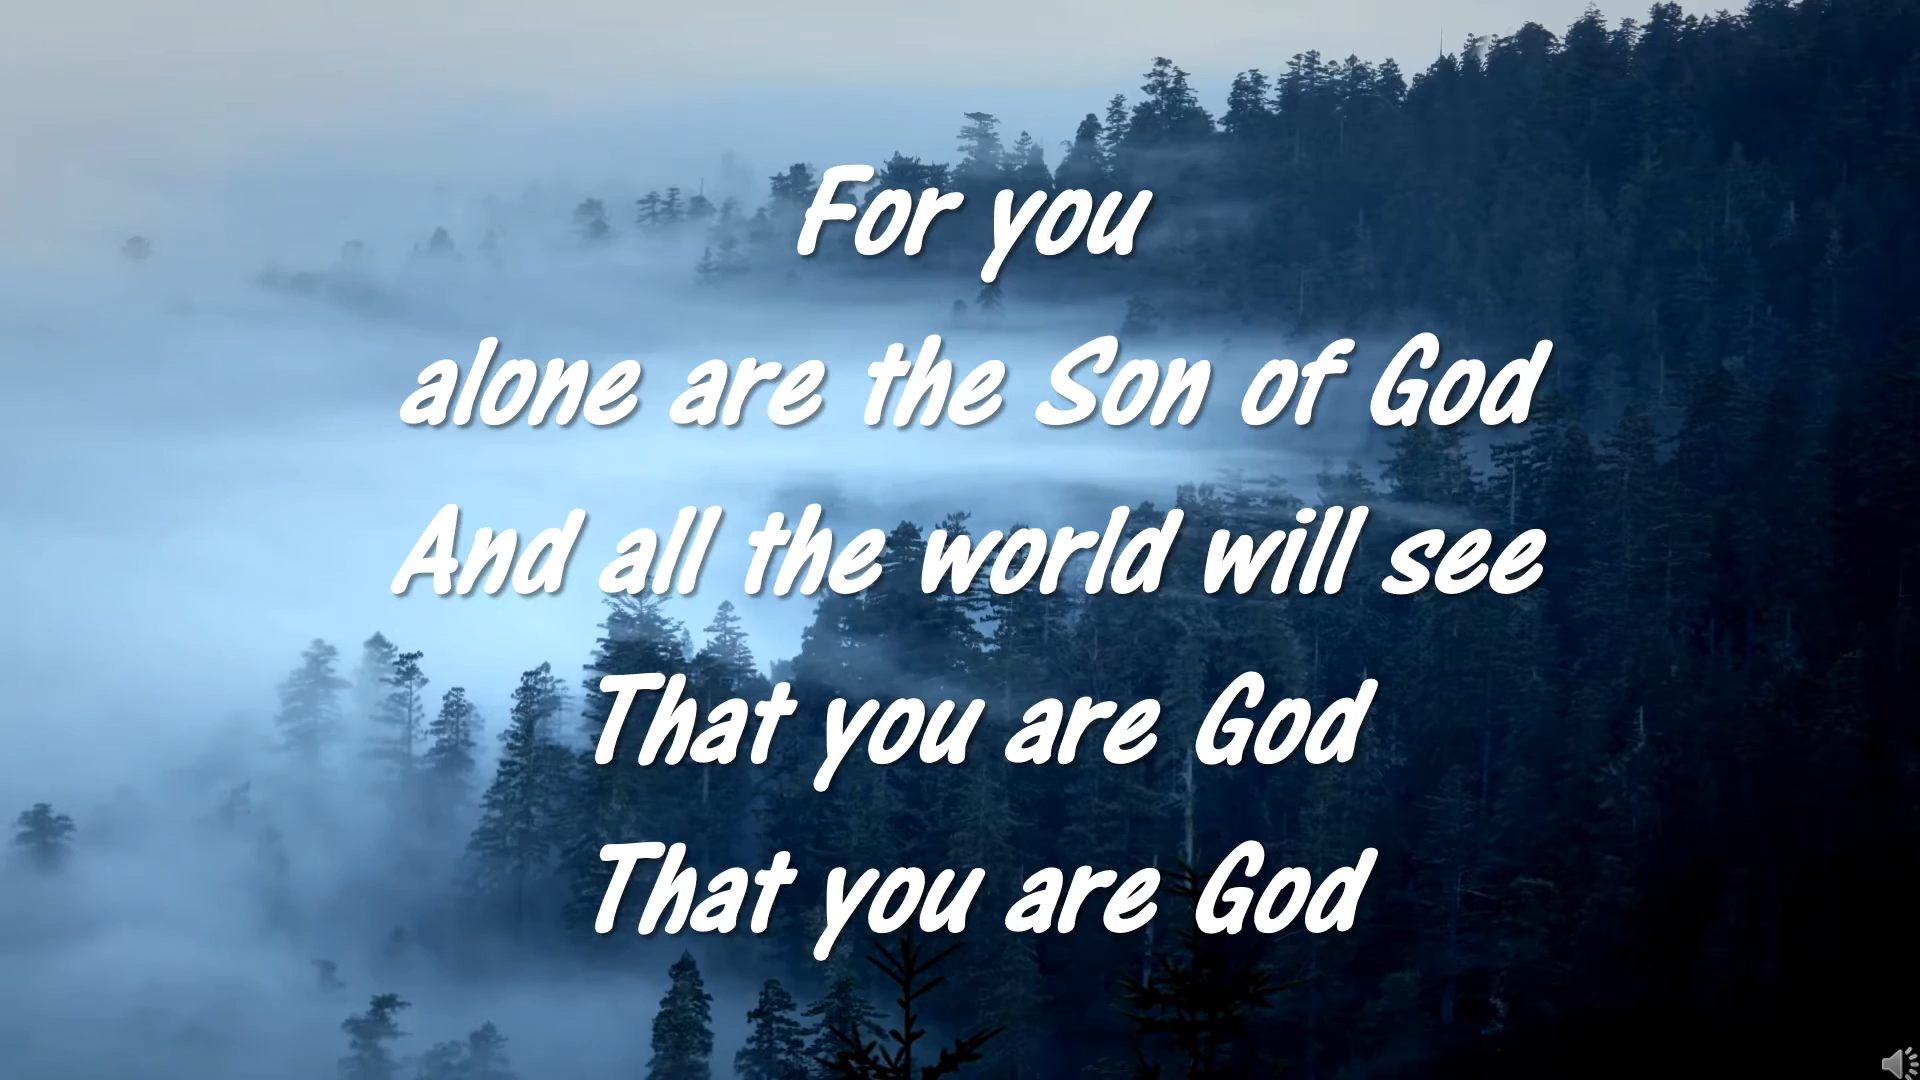 For you
alone are the Son of God
And all the world will see
That you are God
That you are God